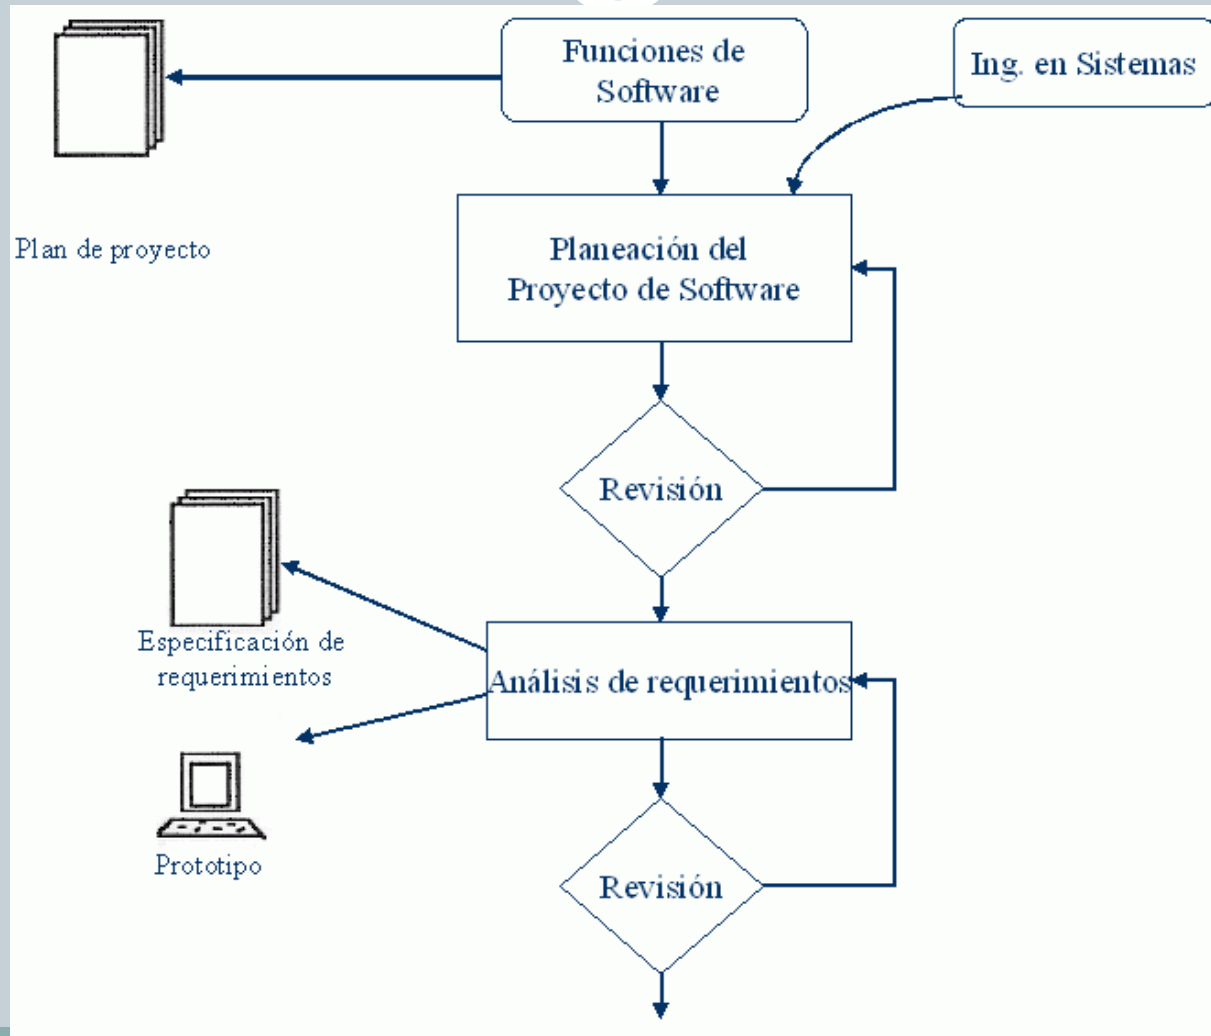 Funciones de
Software
Ing. en Sistemas
Plan de proyecto
Planeación del
Proyecto de Software
Revisión
Especificación de
requerimientos
Análisis de requerimientos
Prototipo
Revisión